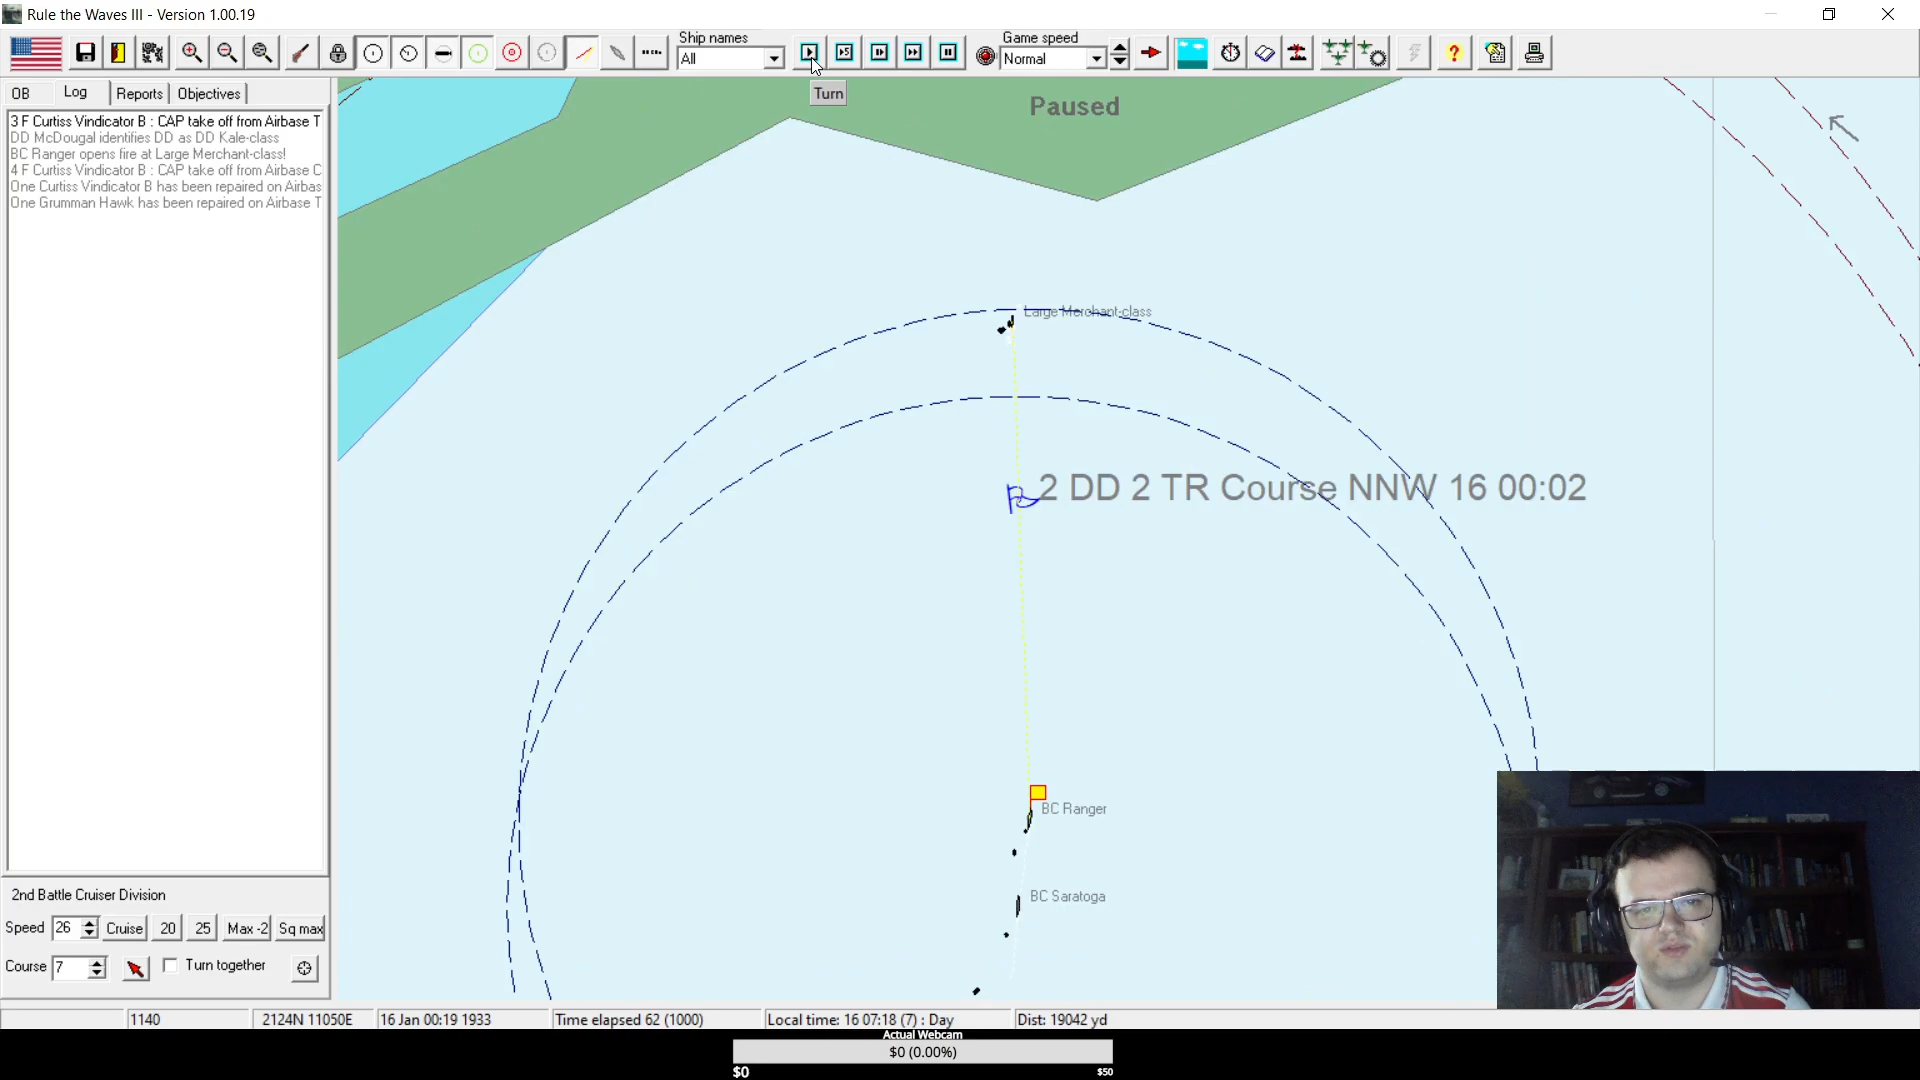 Rule the Waves III - Version 1.00.19
Ship names
All
Game speed
Normal
Turn
OB
Log
Reports
Objectives
3 F Curtiss Vindicator B : CAP take off from Airbase T
DD McDougal identifies DD as DD Kale-class
BC Ranger opens fire at Large Merchant-class!
4 F Curtiss Vindicator B : CAP take off from Airbase C
One Curtiss Vindicator B has been repaired on Airbas
One Grumman Hawk has been repaired on Airbase T
Paused
Large Merchant-class
2 DD 2 TR Course NNW 16 00:02
BC Ranger
BC Saratoga
2nd Battle Cruiser Division
Speed 26 Cruise 20 25 Max -2 Sq max
Course 7 Turn together
1140
2124N 11050E
16 Jan 00:19 1933
Time elapsed 62 (1000)
Local time: 16 07:18 (7) : Day
Dist: 19042 yd
Actual Webcam
$0 (0.00%)
$0
$50